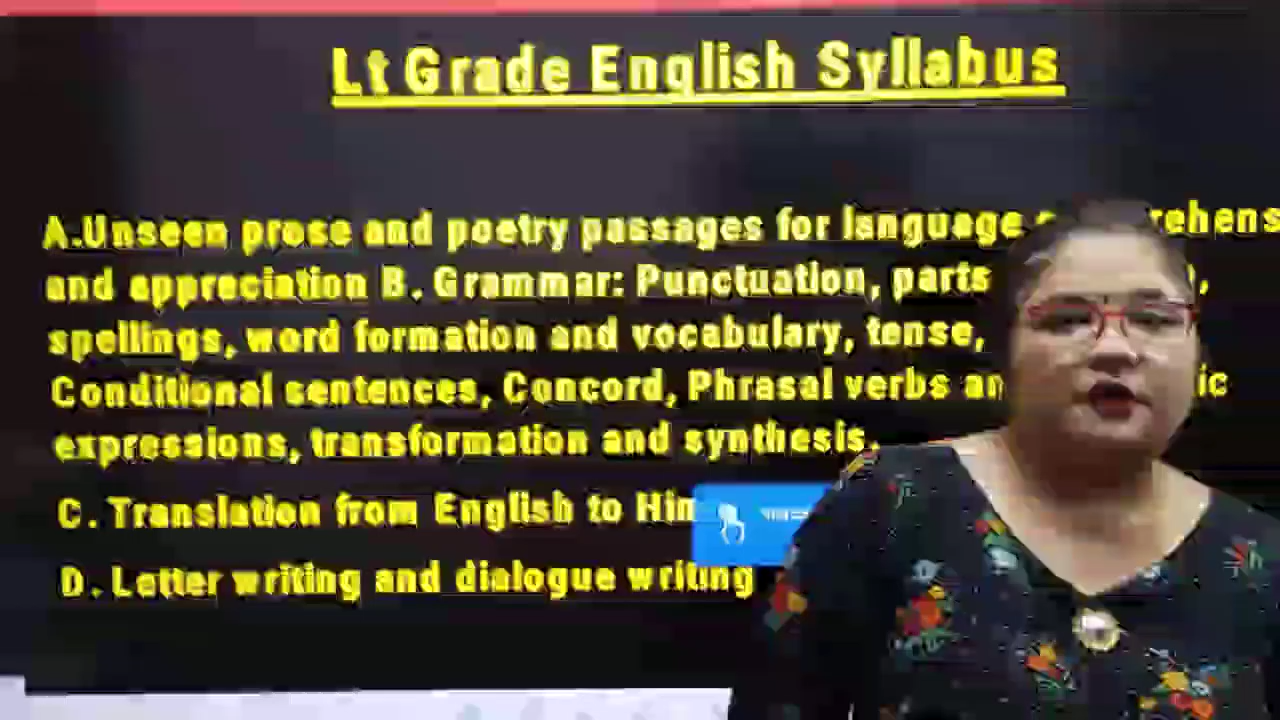 Lt Grade English Syllabus
A.Unseen prose and poetry passages for language
and appreciation B. Grammar: Punctuation, parts
spellings, word formation and vocabulary, tense,
Conditional sentences, Concord, Phrasal verbs
expressions, transformation and synthesis.
C. Translation from English to
D. Letter writing and dialogue writing